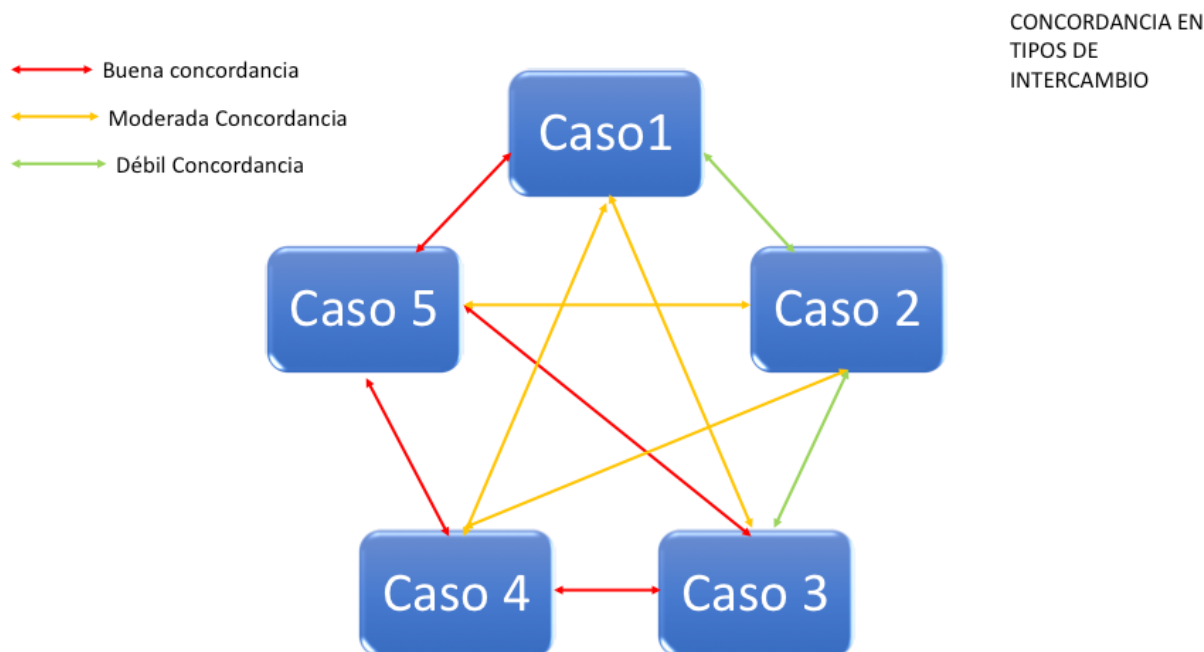 CONCORDANCIA EN
TIPOS DE
INTERCAMBIO
Buena concordancia
Moderada Concordancia
Débil Concordancia
Caso1
Caso 5
Caso 2
Caso 4
Caso 3